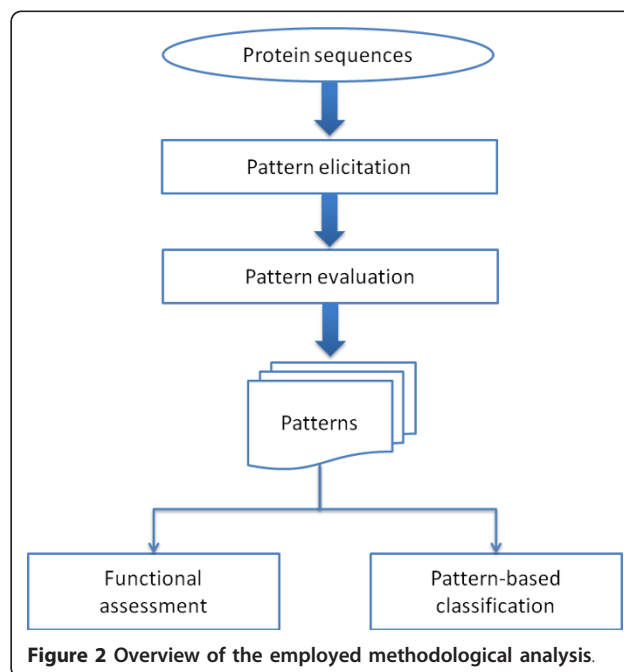 Protein sequences
Pattern elicitation
Pattern evaluation
Patterns
Functional
assessment
Pattern-based
classification
Figure 2 Overview of the employed methodological analysis.